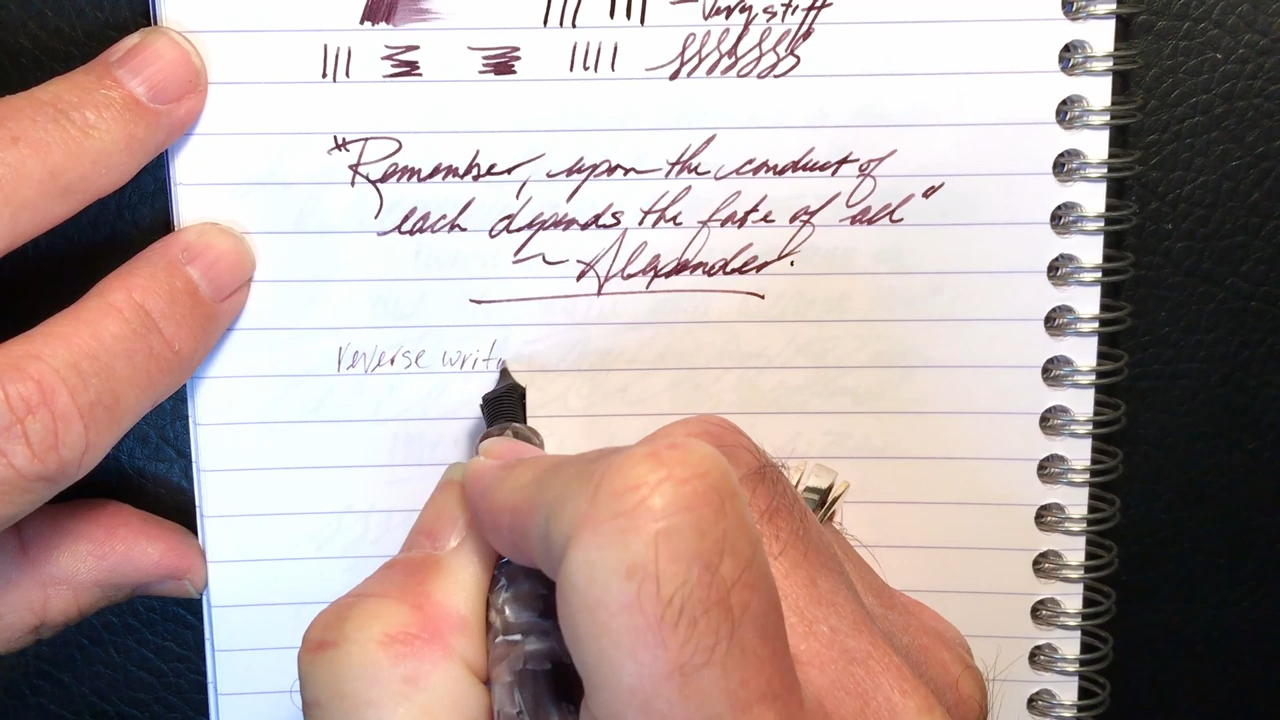 - Very stiff
"Remember, upon the conduct of
each depends the fate of all"
~ Alexander.
reverse writ